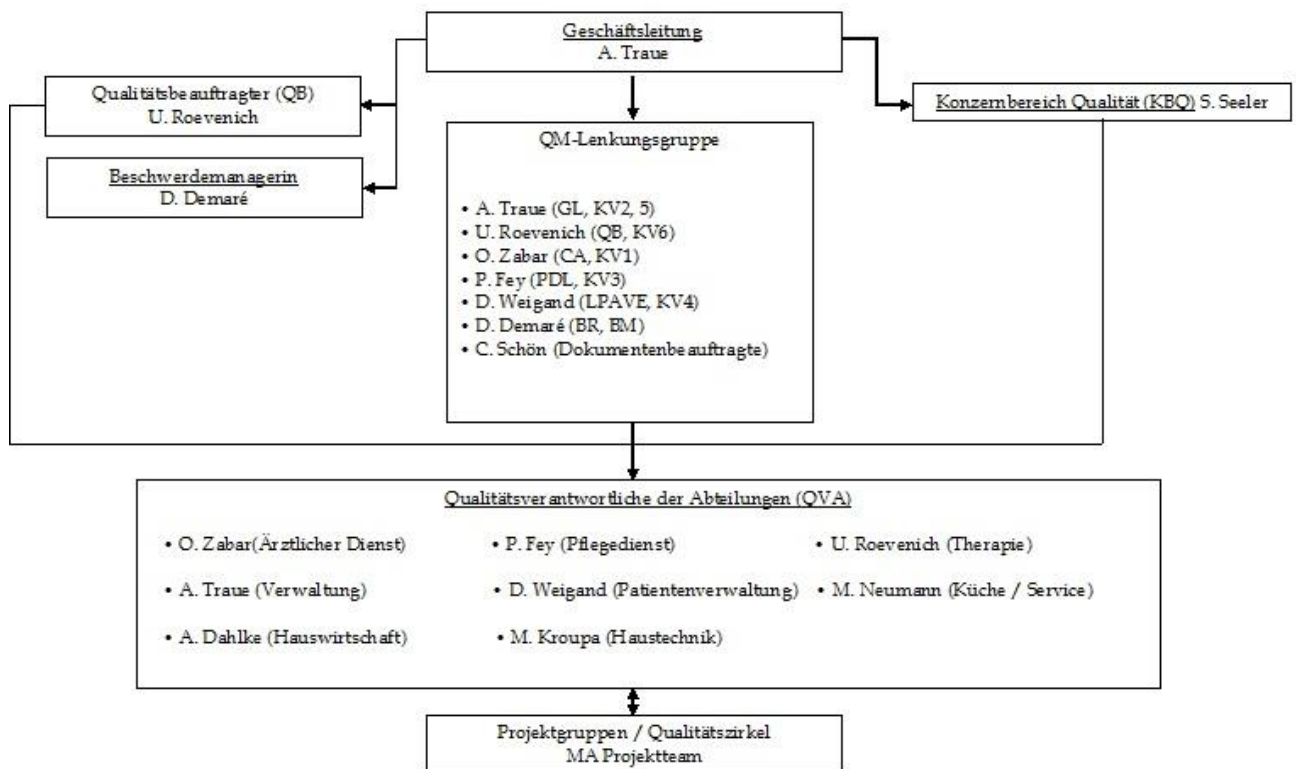 Geschäftsleitung
A. Traue
Qualitätsbeauftragter (QB)
U. Roevenich
Konzernbereich Qualität (KBQ) S. Seeler
Beschwerdemanagerin
D. Demaré
QM-Lenkungsgruppe
• A. Traue (GL, KV2, 5)
• U. Roevenich (QB, KV6)
• O. Zabar (CA, KV1)
• P. Fey (PDL, KV3)
• D. Weigand (LPAVE, KV4)
• D. Demaré (BR, BM)
• C. Schön (Dokumentenbeauftragte)
Qualitätsverantwortliche der Abteilungen (QVA)
• O. Zabar(Ärztlicher Dienst)
• P. Fey (Pflegedienst)
• U. Roevenich (Therapie)
• A. Traue (Verwaltung)
• D. Weigand (Patientenverwaltung)
• M. Neumann (Küche / Service)
• A. Dahlke (Hauswirtschaft)
• M. Kroupa (Haustechnik)
Projektgruppen / Qualitätszirkel
MA Projektteam